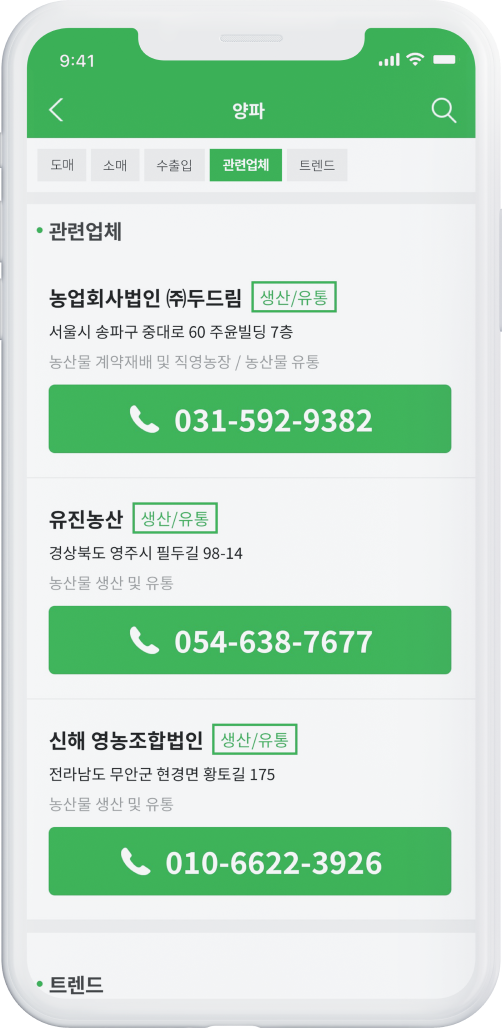 9:41
양파
도매 소매 수출입 관련업체 트렌드
관련업체
농업회사법인 ㈜두드림 생산/유통
서울시 송파구 중대로 60 주윤빌딩 7층
농산물 계약재배 및 직영농장 / 농산물 유통
031-592-9382
유진농산 생산/유통
경상북도 영주시 필두길 98-14
농산물 생산 및 유통
054-638-7677
신해 영농조합법인 생산/유통
전라남도 무안군 현경면 황토길 175
농산물 생산 및 유통
010-6622-3926
트렌드